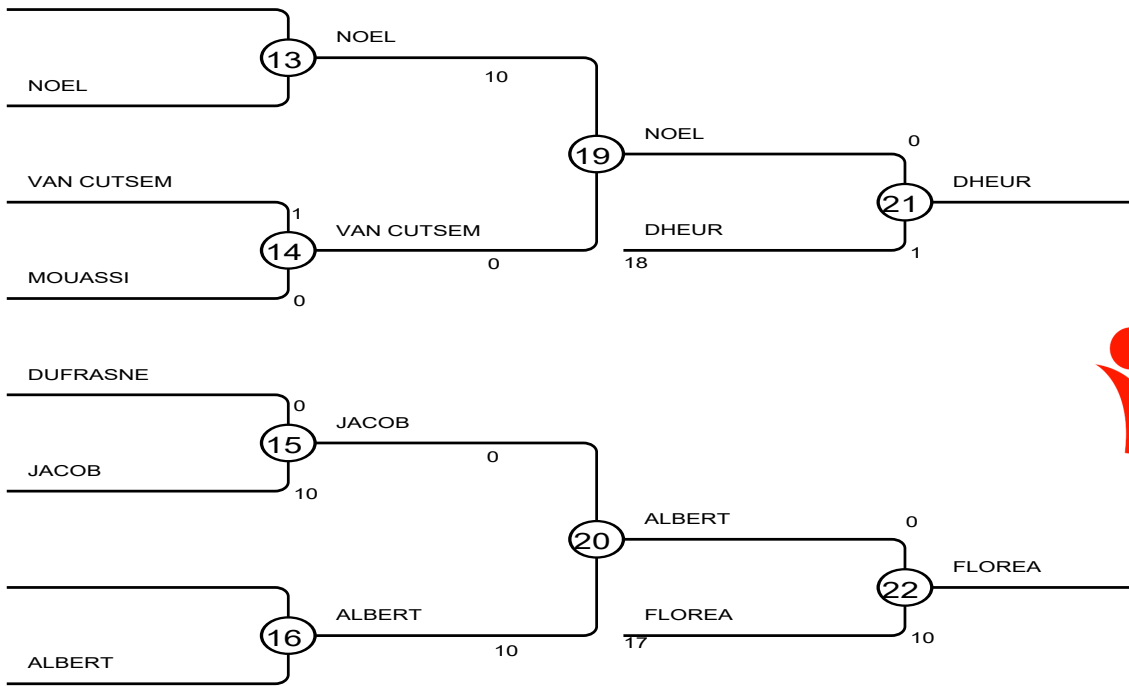 NOEL
13
10
NOEL
NOEL
0
19
VAN CUTSEM
DHEUR
1
21
VAN CUTSEM
DHEUR
14
0
18
1
MOUASSI
0
DUFRASNE
0
JACOB
15
0
JACOB
10
ALBERT
0
20
FLOREA
22
ALBERT
FLOREA
16
10
17
10
ALBERT